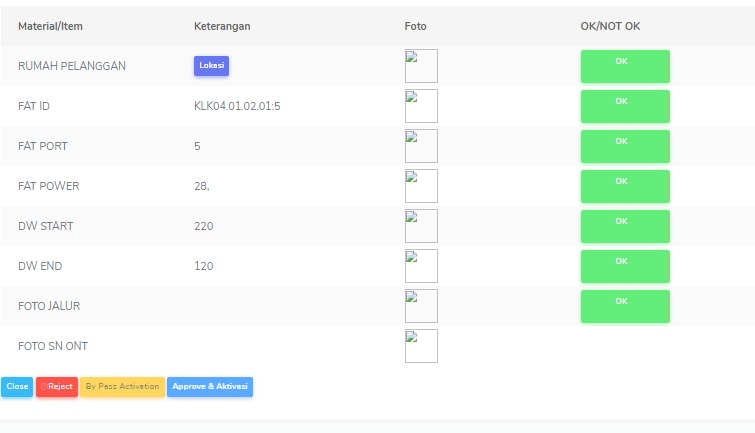 Material/Item Keterangan Foto OK/NOT OK
RUMAH PELANGGAN Lokasi OK
FAT ID KLK04.01.02.01:5 OK
FAT PORT 5 OK
FAT POWER 28, OK
DW START 220 OK
DW END 120 OK
FOTO JALUR OK
FOTO SN ONT
Close Reject By Pass Activation Approve & Aktivasi